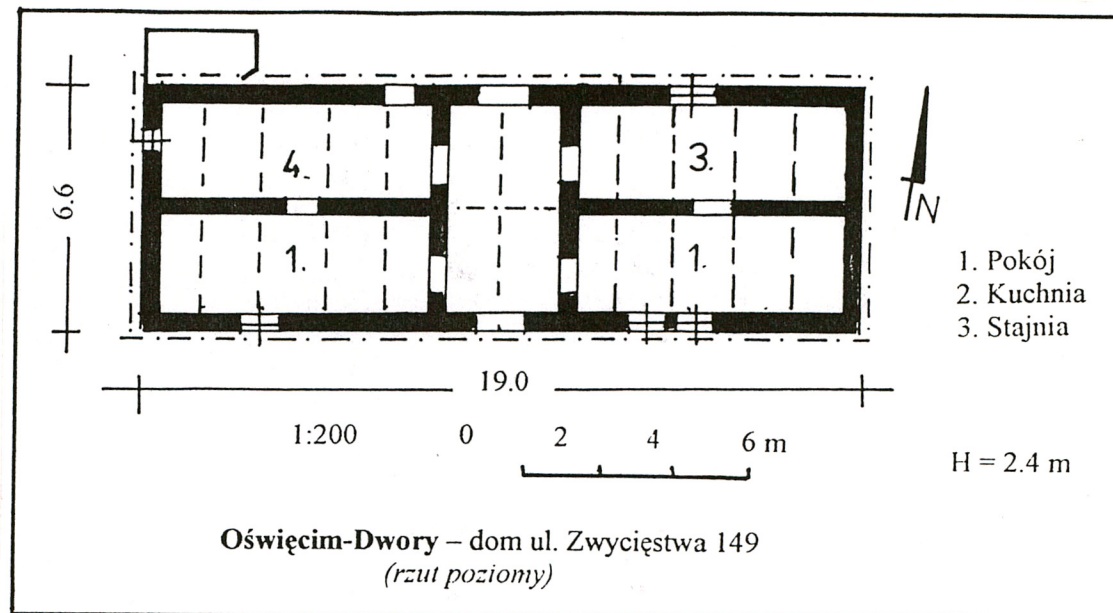 4.
3.
1.
1.
N
6.6
1. Pokój
2. Kuchnia
3. Stajnia
19.0
1:200 0 2 4 6 m
H = 2.4 m
Oświęcim-Dwory – dom ul. Zwycięstwa 149
(rzut poziomy)